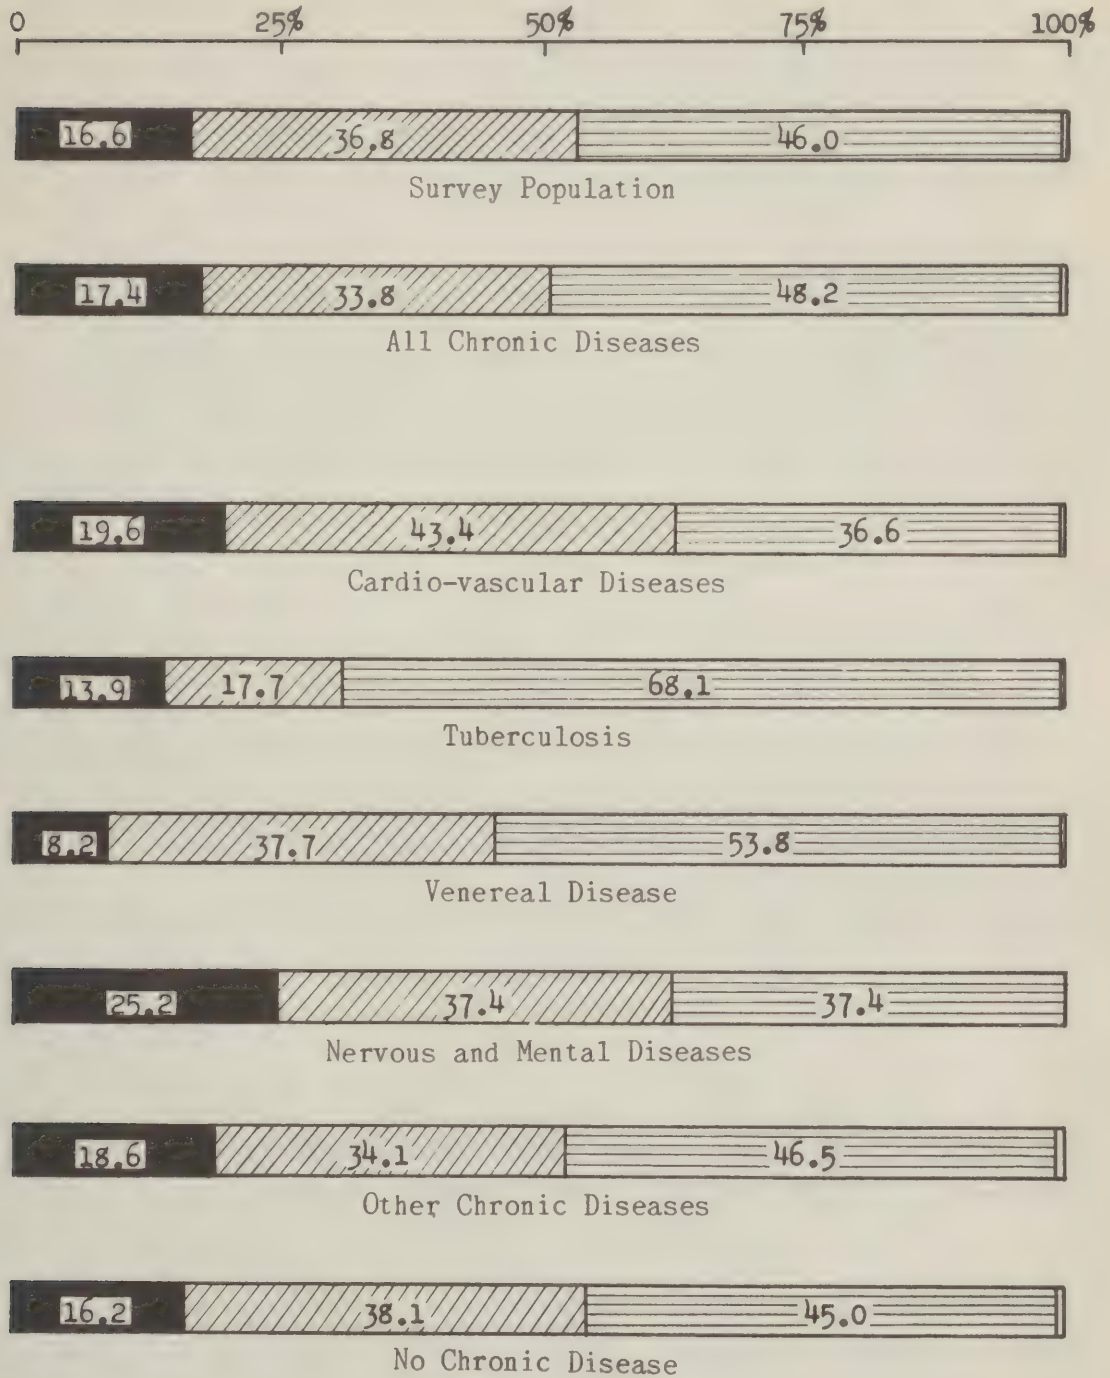 0 25% 50% 75% 100%
16.6 36,8 46.0
Survey Population
17.4 33.8 48.2
All Chronic Diseases
19.6 43.4 36.6
Cardio-vascular Diseases
13.9 17.7 68.1
Tuberculosis
8.2 37.7 53.8
Venereal Disease
25.2 37.4 37.4
Nervous and Mental Diseases
18.6 34.1 46.5
Other Chronic Diseases
16.2 38.1 45.0
No Chronic Disease